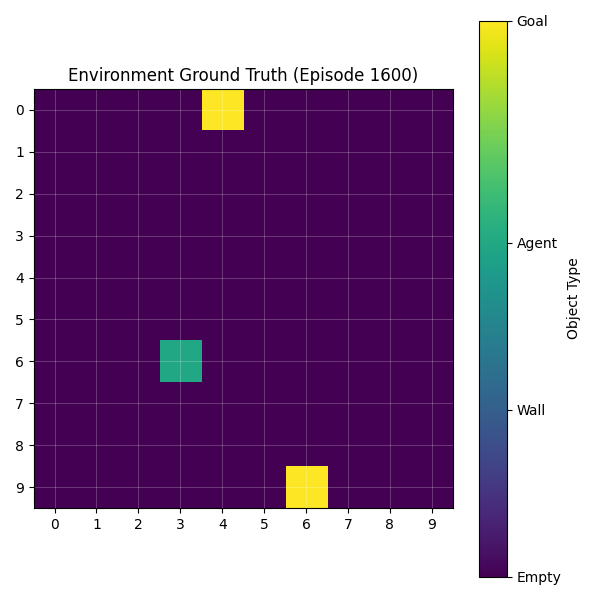 Environment Ground Truth (Episode 1600)
0
1
2
3
4
5
6
7
8
9
0 1 2 3 4 5 6 7 8 9
Goal
Agent
Wall
Empty
Object Type